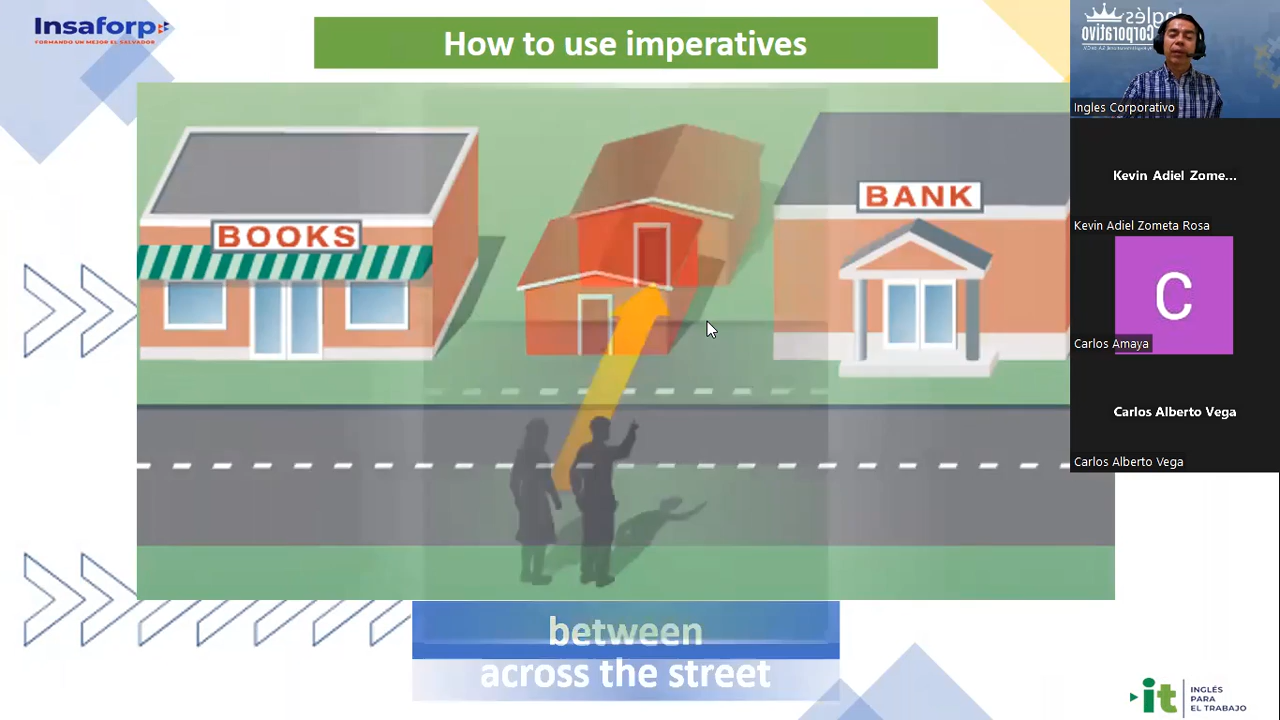 Insaforp
FORMANDO UN MEJOR EL SALVADOR
How to use imperatives
BOOKS
BANK
between
across the street
Inglés
Corporativo
Ingles Corporativo
Kevin Adiel Zome...
Kevin Adiel Zometa Rosa
C
Carlos Amaya
Carlos Alberto Vega
Carlos Alberto Vega
it
INGLÉS
PARA
EL TRABAJO